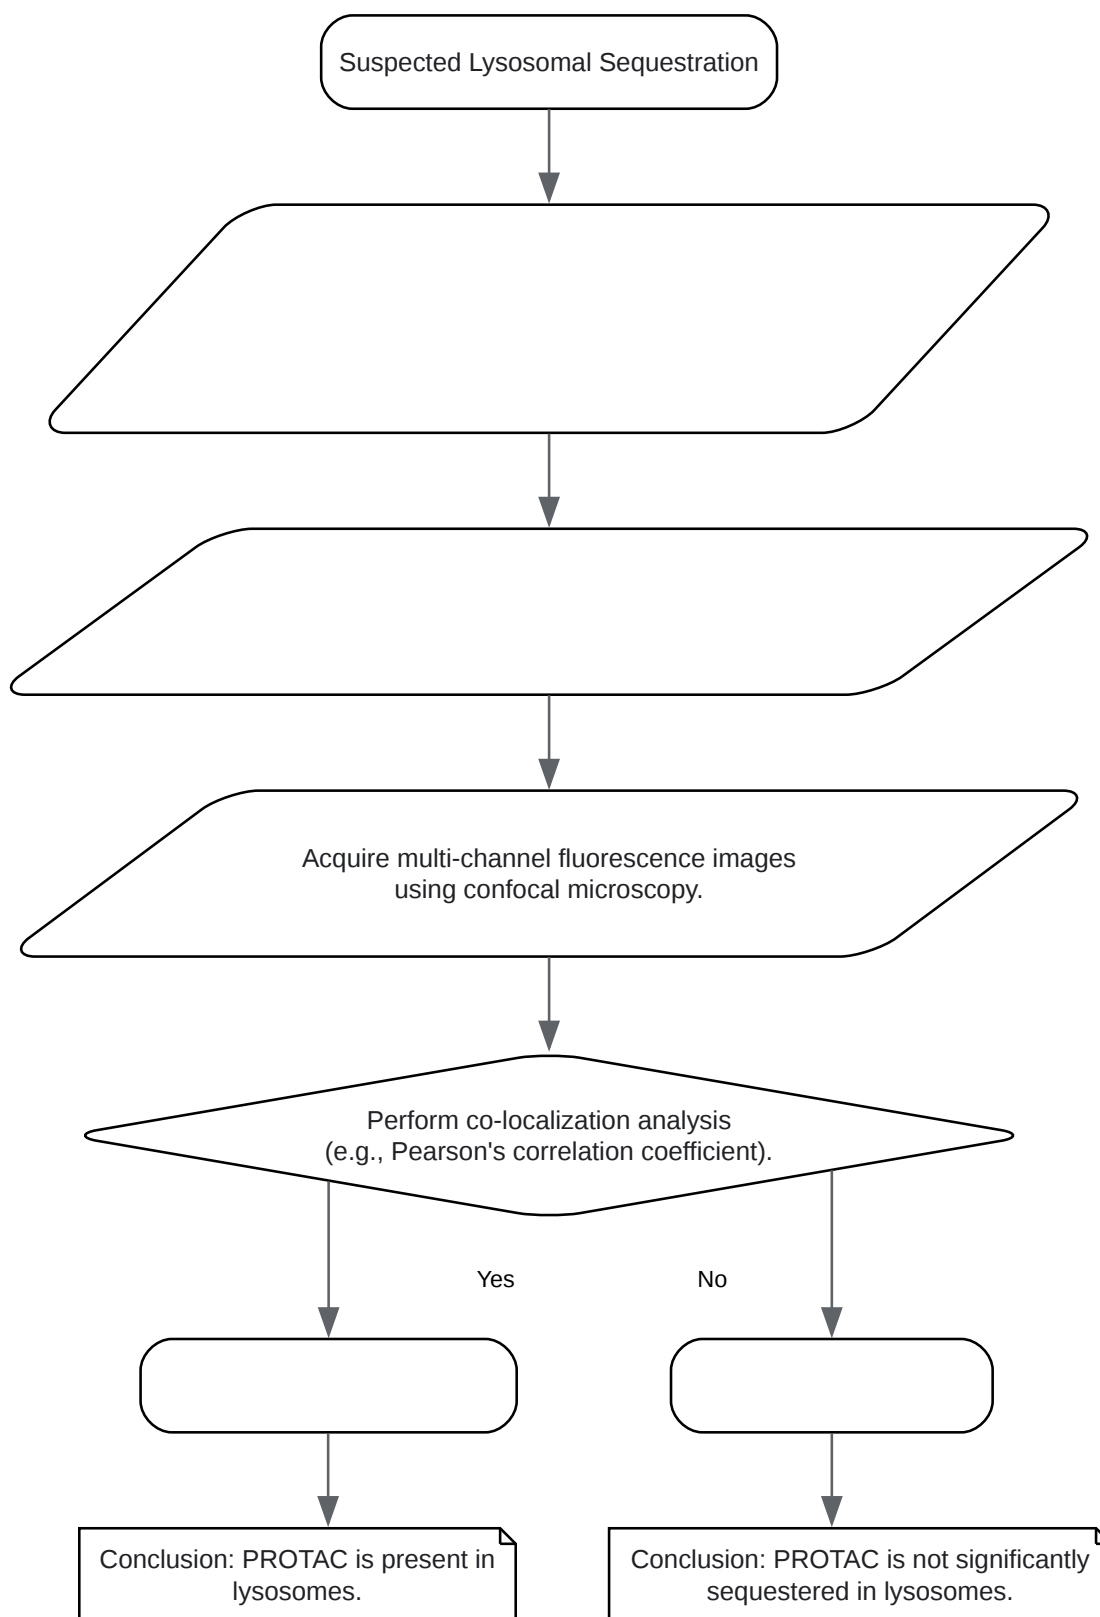 Suspected Lysosomal Sequestration
Acquire multi-channel fluorescence images
using confocal microscopy.
Perform co-localization analysis
(e.g., Pearson's correlation coefficient).
Yes
No
Conclusion: PROTAC is present in
lysosomes.
Conclusion: PROTAC is not significantly
sequestered in lysosomes.